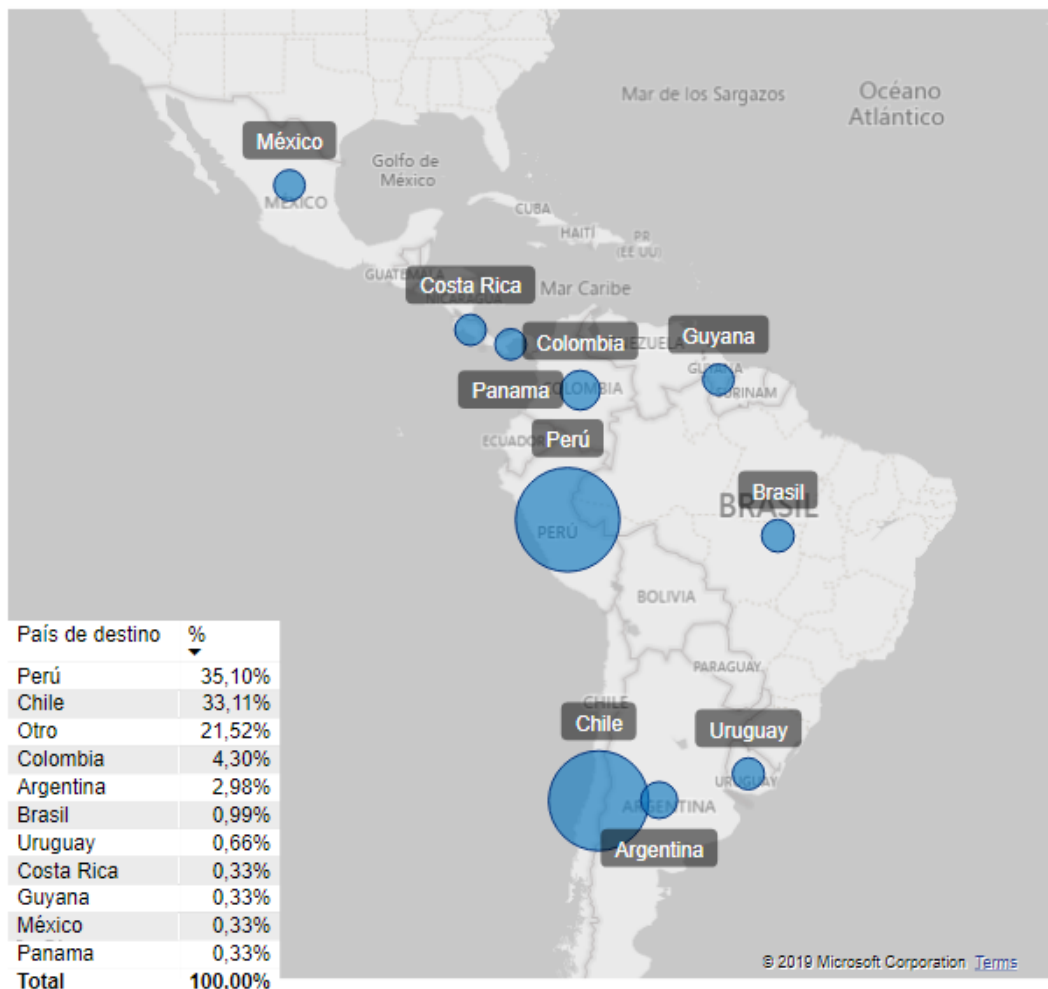 Mar de los Sargazos
Océano
Atlántico
México
Golfo de
México
MÉXICO
CUBA
HAITÍ
PR
(EE UU)
GUATEMALA
Costa Rica
Mar Caribe
NICARAGUA
Colombia
VENEZUELA
Guyana
GUYANA
Panama
COLOMBIA
SURINAM
ECUADOR
Perú
Brasil
BRASIL
PERÚ
BOLIVIA
PARAGUAY
CHILE
Chile
Uruguay
URUGUAY
ARGENTINA
Argentina
País de destino %
Perú 35,10%
Chile 33,11%
Otro 21,52%
Colombia 4,30%
Argentina 2,98%
Brasil 0,99%
Uruguay 0,66%
Costa Rica 0,33%
Guyana 0,33%
México 0,33%
Panama 0,33%
Total 100.00%
© 2019 Microsoft Corporation Terms